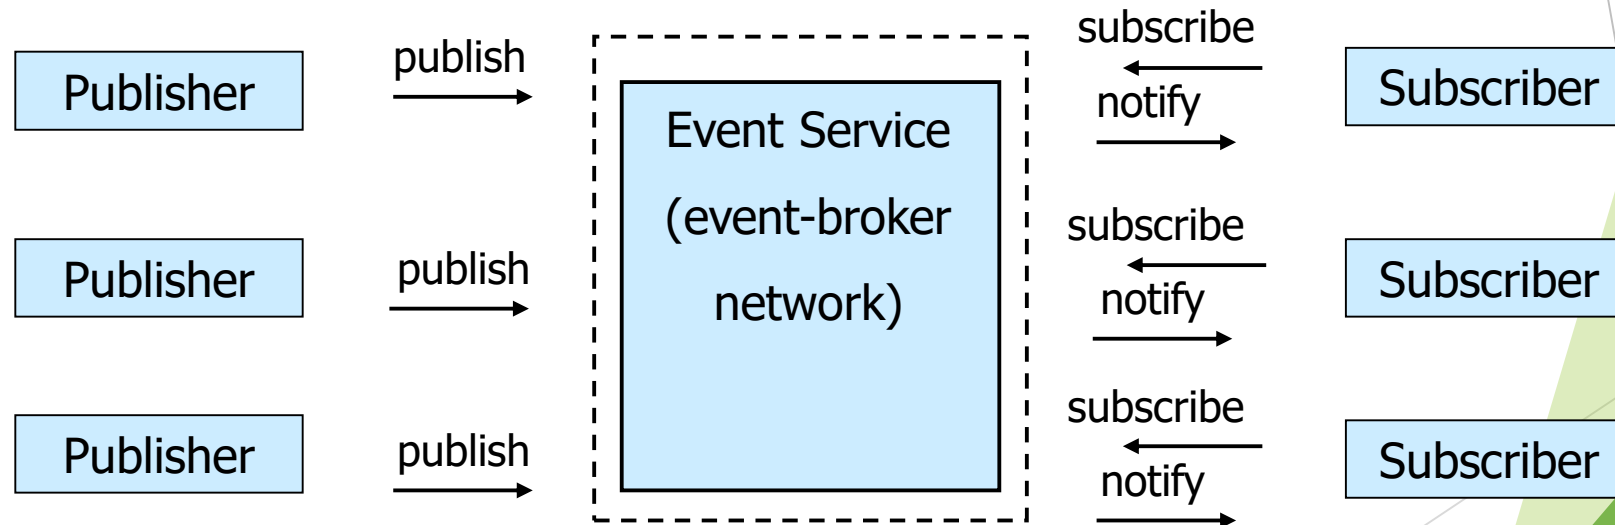 Publisher
publish
Event Service
(event-broker
network)
subscribe
notify
Subscriber
Publisher
publish
subscribe
notify
Subscriber
Publisher
publish
subscribe
notify
Subscriber